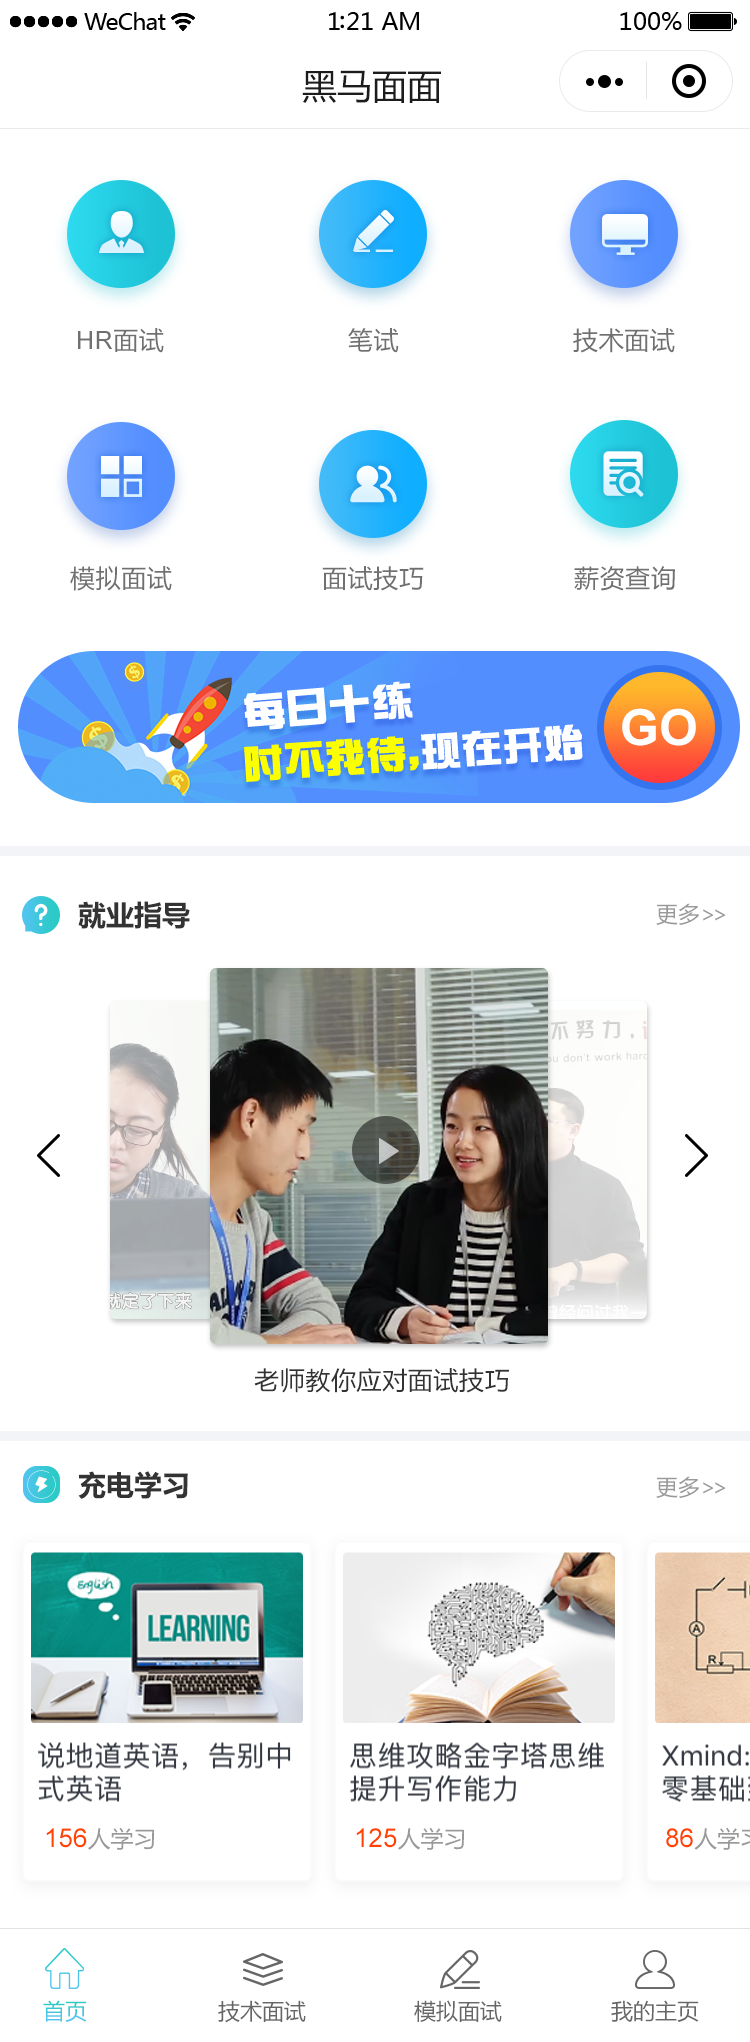 WeChat 1:21 AM 100%
黑马面面
HR面试 笔试 技术面试
模拟面试 面试技巧 薪资查询
每日十练
时不我待,现在开始
GO
就业指导 更多>>
不努力,
ou don't work hard
就定了下来
曾经问过我
老师教你应对面试技巧
充电学习 更多>>
English
LEARNING
A
R
说地道英语，告别中
式英语
156人学习
思维攻略金字塔思维
提升写作能力
125人学习
Xmind:
零基础
86人学习
首页 技术面试 模拟面试 我的主页